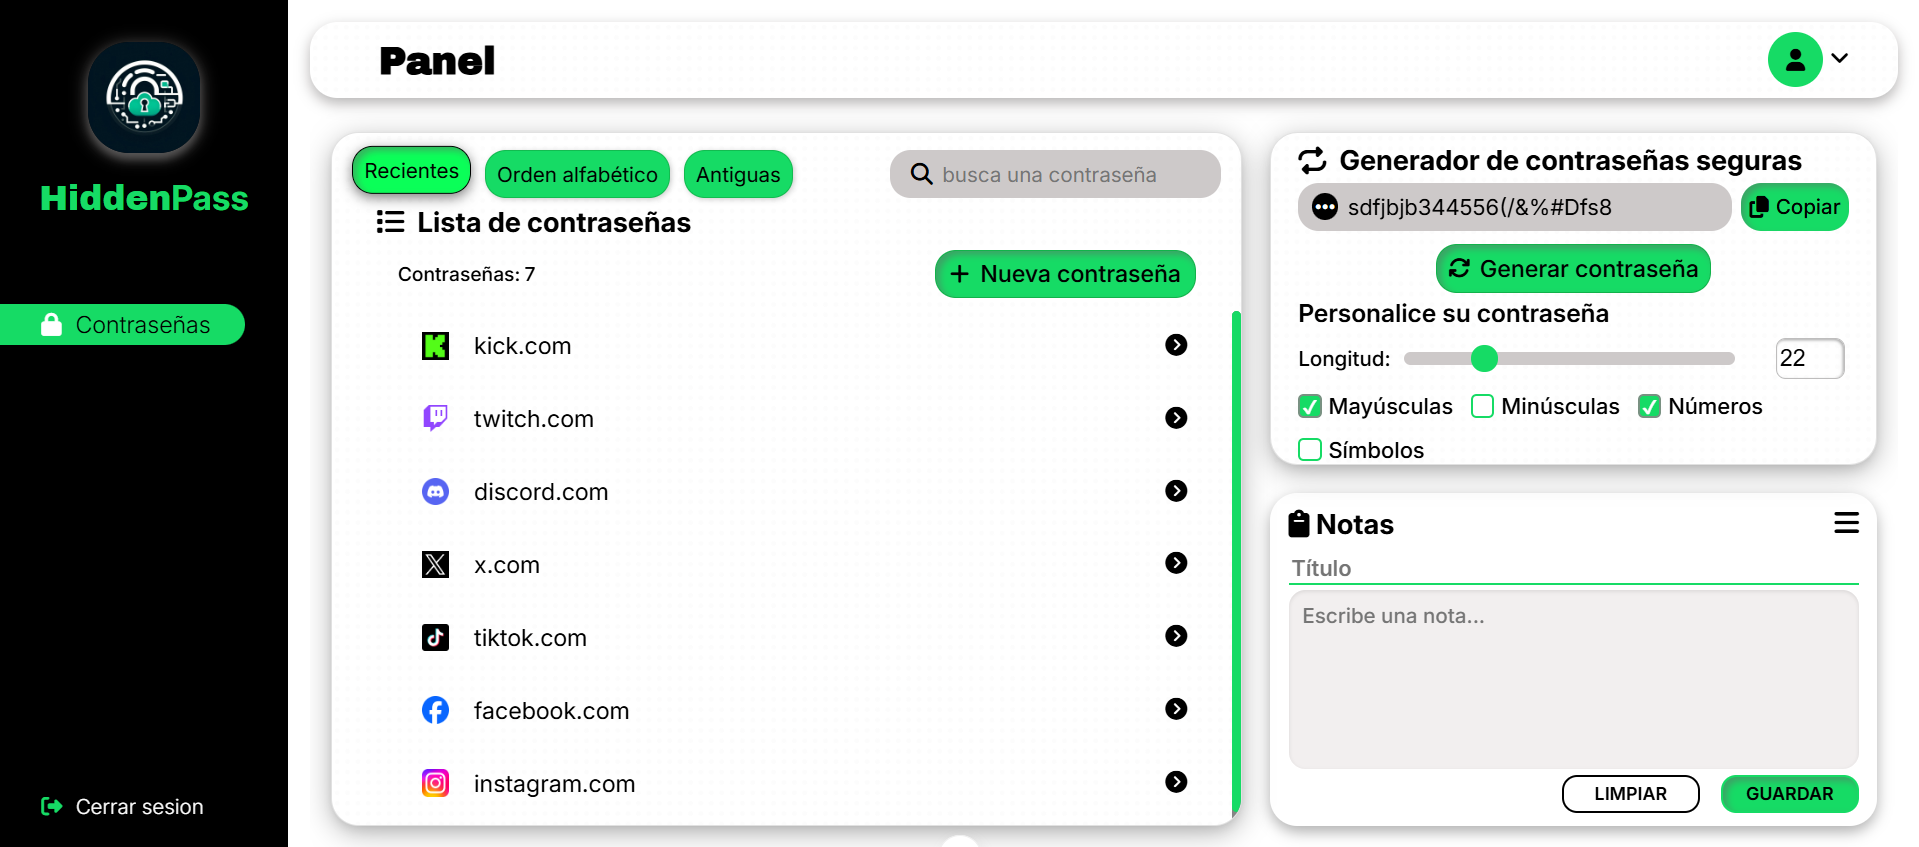 HiddenPass
Contraseñas
Cerrar sesion
Panel
Recientes
Orden alfabético
Antiguas
busca una contraseña
Lista de contraseñas
Contraseñas: 7
Nueva contraseña
kick.com
twitch.com
discord.com
x.com
tiktok.com
facebook.com
instagram.com
Generador de contraseñas seguras
sdfjbjb344556(/&%#Dfs8
Copiar
Generar contraseña
Personalice su contraseña
Longitud:
22
Mayúsculas
Minúsculas
Números
Símbolos
Notas
Título
Escribe una nota...
LIMPIAR
GUARDAR